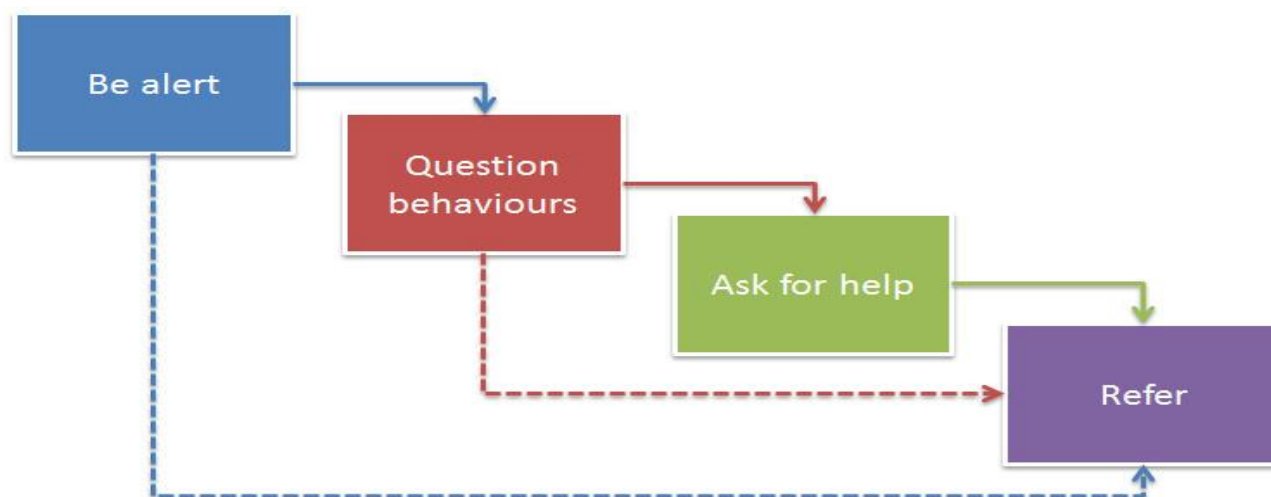 Be alert
Question
behaviours
Ask for help
Refer